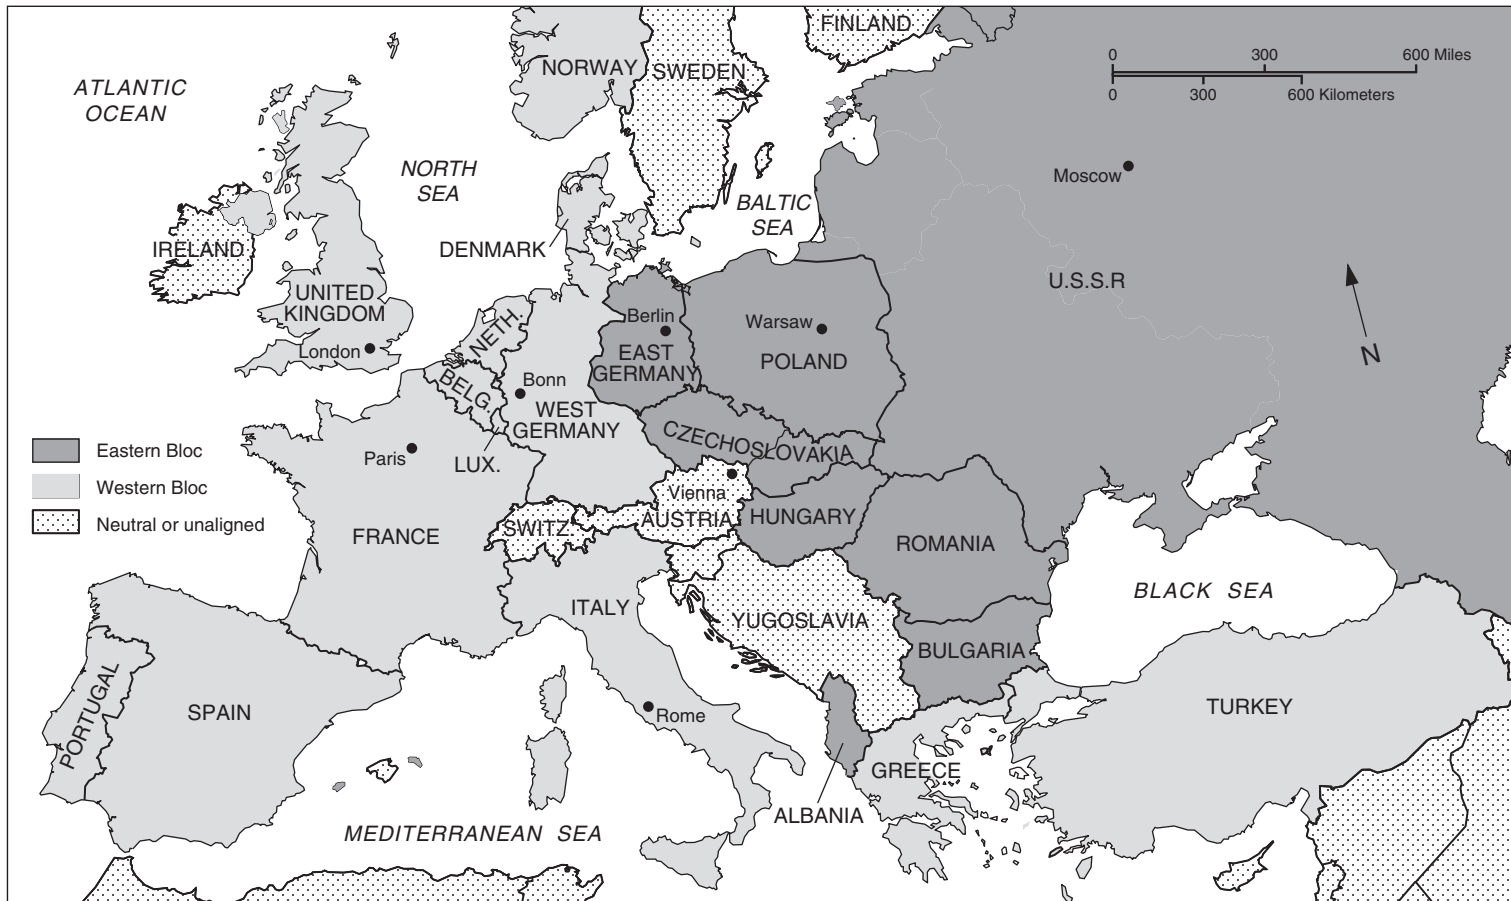 FINLAND
0 300 600 Miles
0 300 600 Kilometers
ATLANTIC
OCEAN
NORWAY
SWEDEN
NORTH
SEA
Moscow
BALTIC
SEA
IRELAND
DENMARK
U.S.S.R
UNITED
KINGDOM
NETH.
Berlin
Warsaw
London
EAST
GERMANY
POLAND
N
BELG.
Bonn
WEST
GERMANY
CZECHOSLOVAKIA
Eastern Bloc
Western Bloc
Neutral or unaligned
Paris
LUX.
Vienna
AUSTRIA
HUNGARY
SWITZ.
FRANCE
ROMANIA
BLACK SEA
ITALY
YUGOSLAVIA
BULGARIA
PORTUGAL
SPAIN
Rome
TURKEY
GREECE
ALBANIA
MEDITERRANEAN SEA